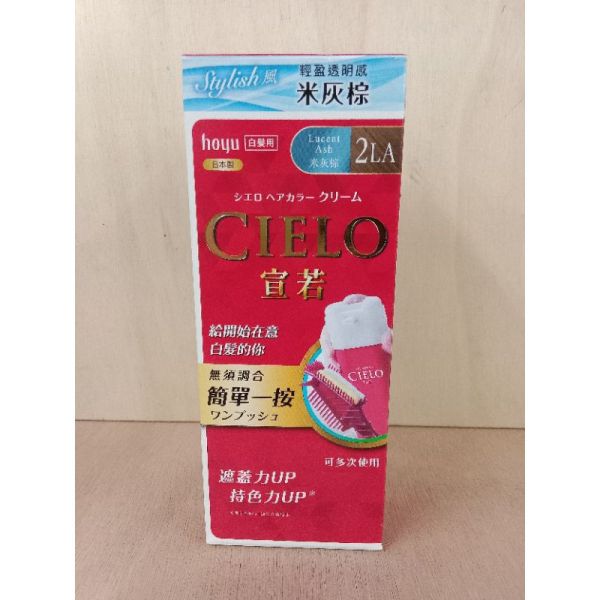 Stylish風
輕盈透明感
米灰棕
hoyu 白髮用
日本製
Lucent
Ash
米灰棕
2LA
シエロ ヘアカラー クリーム
CIELO
宣若
給開始在意
白髮的你
CIELO
無須調合
簡單一按
ワンプッシュ
可多次使用
遮蓋力UP
持色力UP※